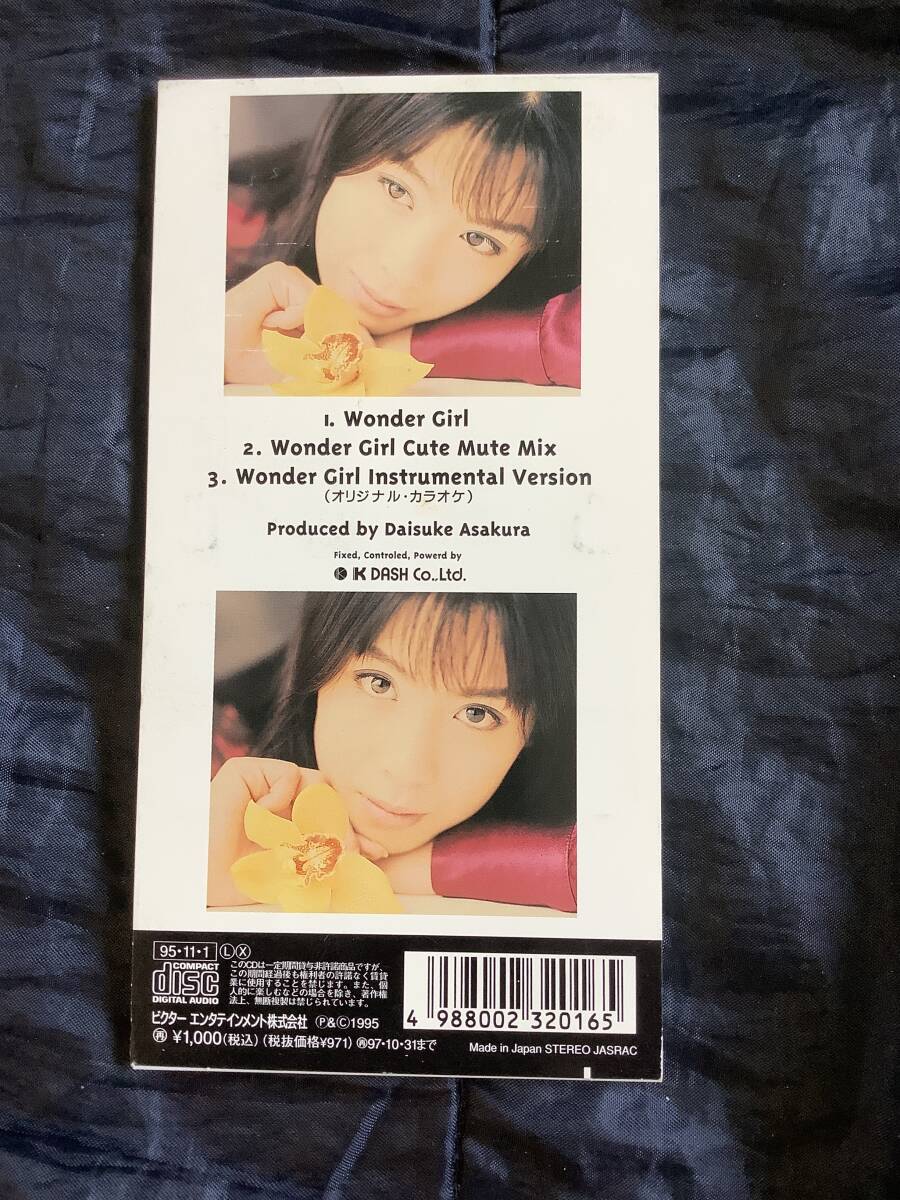 1. Wonder Girl
2. Wonder Girl Cute Mute Mix
3. Wonder Girl Instrumental Version
(オリジナル・カラオケ)
Produced by Daisuke Asakura
Fixed, Controled, Powerd by
K DASH Co.,Ltd.
95・11・1 Ⓛ Ⓧ
COMPACT
disc
DIGITAL AUDIO
このCDは一定期間貸与非許諾商品ですが、
この期間経過後も権利者の許諾なく賃貸
業に使用することを禁じます。また、個
人的に楽しむなどの場合を除き、著作権
法上、無断複製は禁じられています。
ビクター エンタテインメント株式会社 Ⓟ&Ⓒ1995
㊢ ¥1,000(税込)(税抜価格¥971) ㊢97・10・31まで
4 988002 320165
Made in Japan STEREO JASRAC